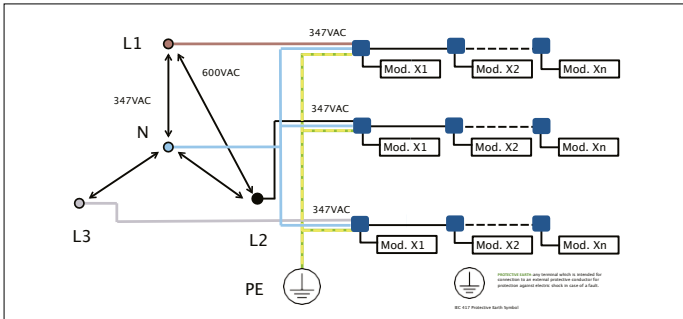 L1
347VAC
600VAC
347VAC
Mod. X1
Mod. X2
Mod. Xn
N
347VAC
Mod. X1
Mod. X2
Mod. Xn
L3
L2
347VAC
Mod. X1
Mod. X2
Mod. Xn
PE
PROTECTIVE EARTH any terminal which is intended for
connection to an external protective conductor for
protection against electric shock in case of a fault.
IEC 417 Protective Earth Symbol